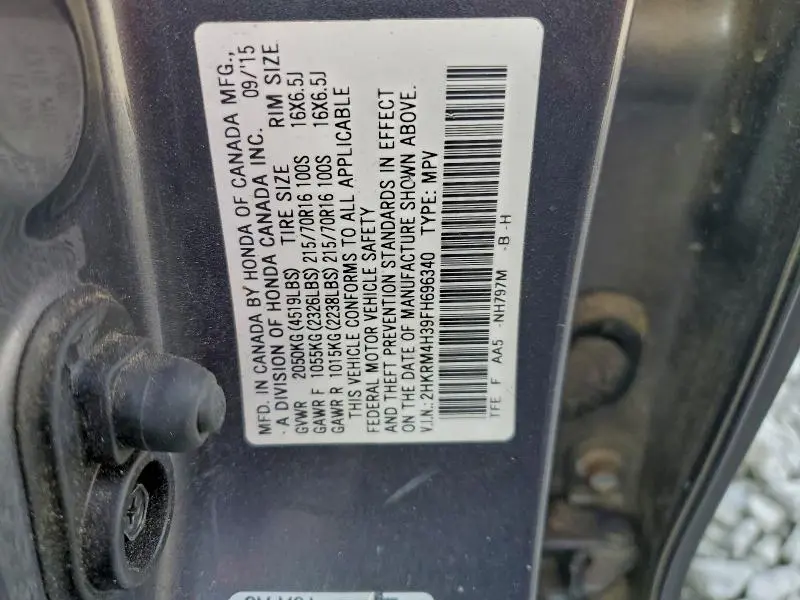 MFD. IN CANADA BY HONDA OF CANADA MFG.,
- A DIVISION OF HONDA CANADA INC. 09/'15
GVWR 2050KG(4519LBS) TIRE SIZE RIM SIZE
GAWR F 1055KG(2326LBS) 215/70R16 100S 16X6.5J
GAWR R 1015KG(2238LBS) 215/70R16 100S 16X6.5J
THIS VEHICLE CONFORMS TO ALL APPLICABLE
FEDERAL MOTOR VEHICLE SAFETY
AND THEFT PREVENTION STANDARDS IN EFFECT
ON THE DATE OF MANUFACTURE SHOWN ABOVE.
V.I.N.: 2HKRM4H39FH696340 TYPE: MPV
TFE F AA5 -NH797M -B -H